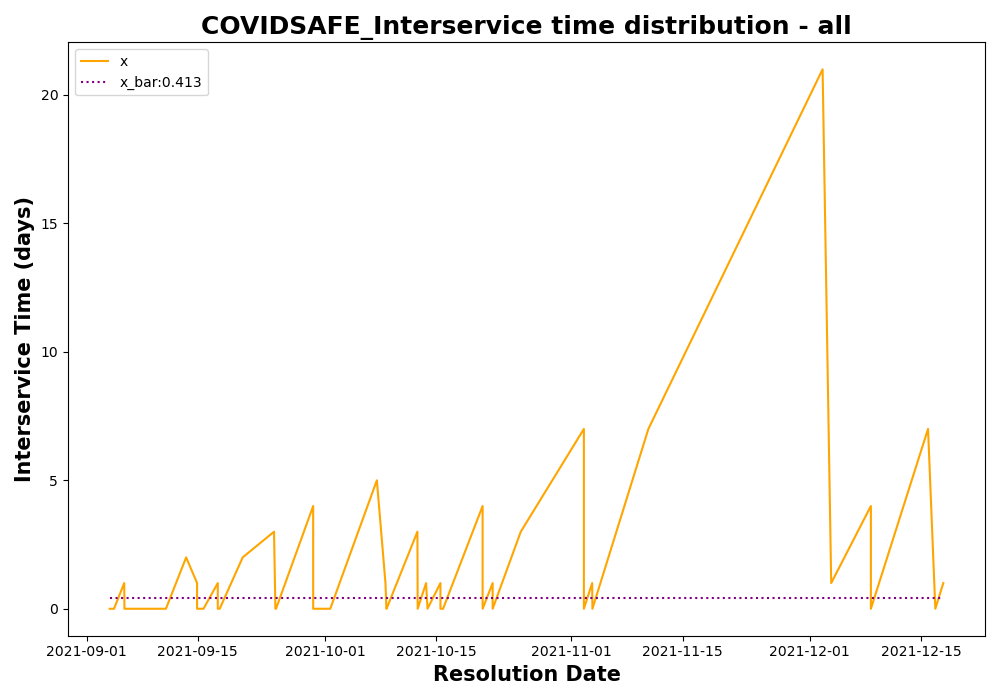 COVIDSAFE_Interservice time distribution - all
x
x_bar:0.413
Interservice Time (days)
20
15
10
5
0
2021-09-01 2021-09-15 2021-10-01 2021-10-15 2021-11-01 2021-11-15 2021-12-01 2021-12-15
Resolution Date